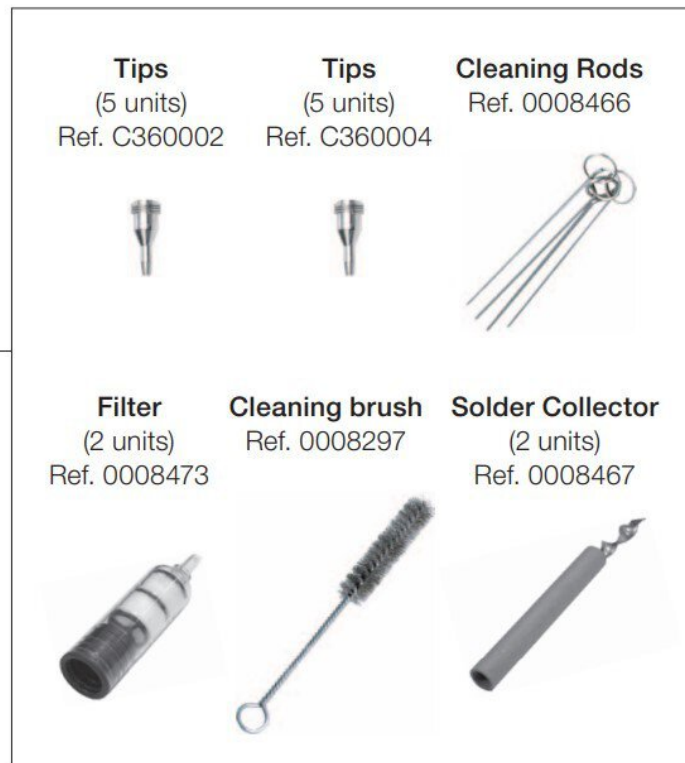 Tips
(5 units)
Ref. C360002
Tips
(5 units)
Ref. C360004
Cleaning Rods
Ref. 0008466
Filter
(2 units)
Ref. 0008473
Cleaning brush
Ref. 0008297
Solder Collector
(2 units)
Ref. 0008467